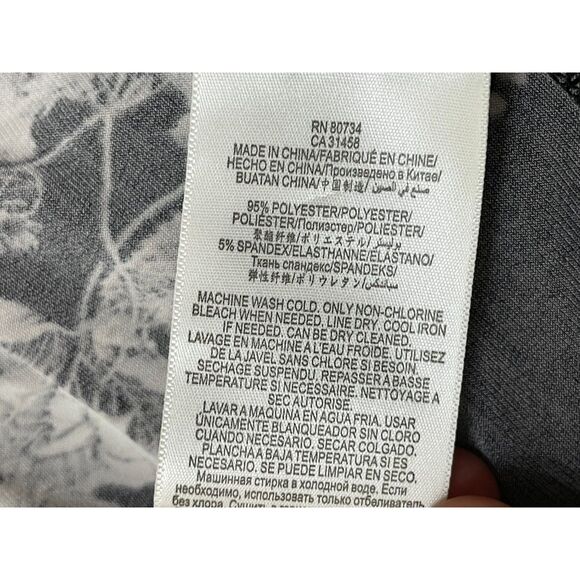 RN 80734
CA 31458
MADE IN CHINA/FABRIQUÉ EN CHINE/
HECHO EN CHINA/Произведено в Китае/
BUATAN CHINA/中国制造/صنع في الصين
95% POLYESTER/POLYESTER/
POLIÉSTER/Полиэстер/POLIESTER/
聚酯纤维/ポリエステル/بوليستر
5% SPANDEX/ELASTHANNE/ELASTANO/
Ткань спандекс/SPANDEKS/
弹性纤维/ポリウレタン/سباندكس
MACHINE WASH COLD. ONLY NON-CHLORINE
BLEACH WHEN NEEDED. LINE DRY. COOL IRON
IF NEEDED. CAN BE DRY CLEANED.
LAVAGE EN MACHINE A L'EAU FROIDE. UTILISEZ
DE LA JAVEL SANS CHLORE SI BESOIN.
SECHAGE SUSPENDU. REPASSER A BASSE
TEMPERATURE SI NECESSAIRE. NETTOYAGE A
SEC AUTORISE.
LAVAR A MAQUINA EN AGUA FRIA. USAR
ÚNICAMENTE BLANQUEADOR SIN CLORO
CUANDO NECESARIO. SECAR COLGADO.
PLANCHA A BAJA TEMPERATURA SI ES
NECESARIO. SE PUEDE LIMPIAR EN SECO.
Машинная стирка в холодной воде. Если
необходимо, использовать только отбеливатель
без хлора. Сушить в